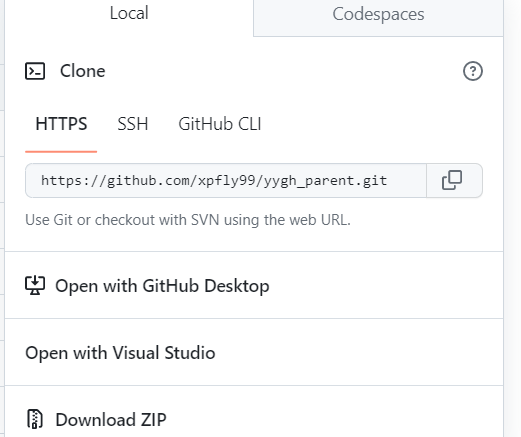 Local
Codespaces
Clone
HTTPS
SSH
GitHub CLI
https://github.com/xpfly99/yygh_parent.git
Use Git or checkout with SVN using the web URL.
Open with GitHub Desktop
Open with Visual Studio
Download ZIP